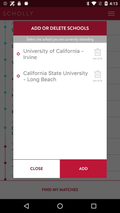 4:13
SCHOLLY
ADD OR DELETE SCHOOLS
University of California -
Irvine
California State University
- Long Beach
CLOSE
ADD
FIND MY MATCHES